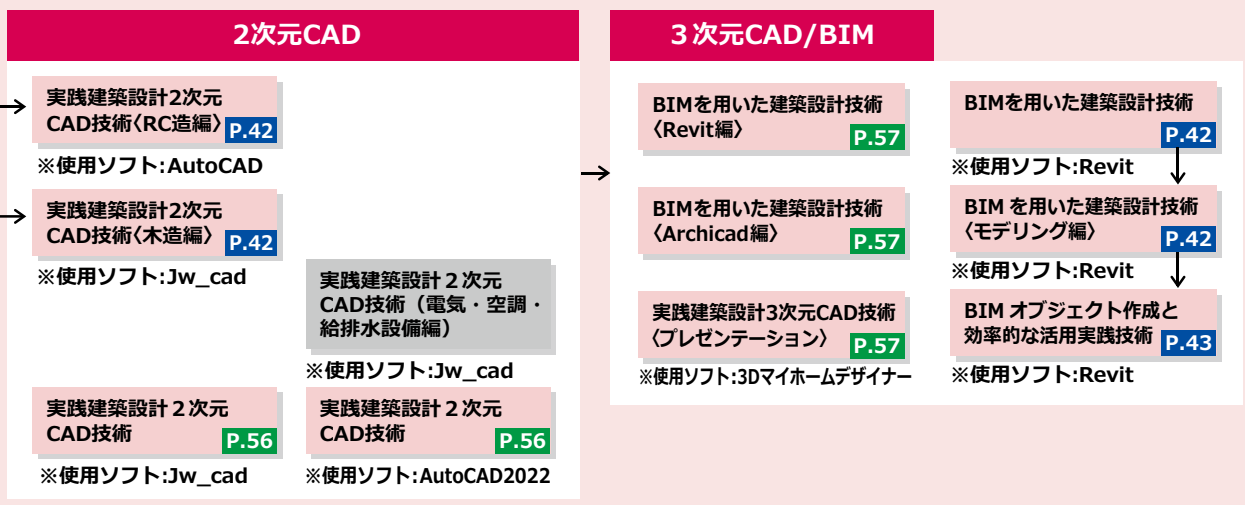 2次元CAD
実践建築設計2次元
CAD技術〈RC造編〉
P.42
※使用ソフト:AutoCAD
実践建築設計2次元
CAD技術〈木造編〉
P.42
※使用ソフト:Jw_cad
実践建築設計２次元
CAD技術（電気・空調・
給排水設備編）
※使用ソフト:Jw_cad
実践建築設計２次元
CAD技術
P.56
※使用ソフト:Jw_cad
実践建築設計２次元
CAD技術
P.56
※使用ソフト:AutoCAD2022
３次元CAD/BIM
BIMを用いた建築設計技術
〈Revit編〉
P.57
BIMを用いた建築設計技術
〈Archicad編〉
P.57
実践建築設計3次元CAD技術
〈プレゼンテーション〉
P.57
※使用ソフト:3Dマイホームデザイナー
BIMを用いた建築設計技術
P.42
※使用ソフト:Revit
BIM を用いた建築設計技術
〈モデリング編〉
P.42
※使用ソフト:Revit
BIM オブジェクト作成と
効率的な活用実践技術
P.43
※使用ソフト:Revit